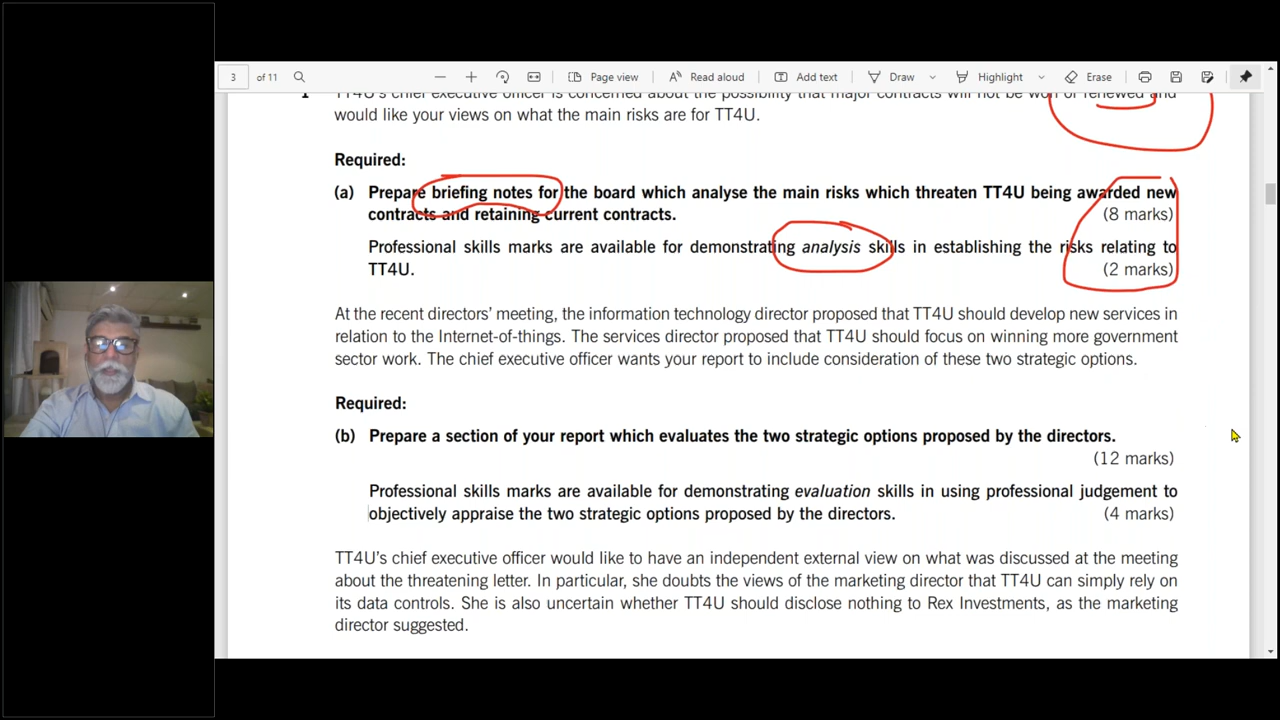 3 of 11 Page view Read aloud Add text Draw Highlight Erase
1 TT4U's chief executive officer is concerned about the possibility that major contracts will not be won or renewed and
would like your views on what the main risks are for TT4U.
Required:
(a) Prepare briefing notes for the board which analyse the main risks which threaten TT4U being awarded new
contracts and retaining current contracts. (8 marks)
Professional skills marks are available for demonstrating analysis skills in establishing the risks relating to
TT4U. (2 marks)
At the recent directors' meeting, the information technology director proposed that TT4U should develop new services in
relation to the Internet-of-things. The services director proposed that TT4U should focus on winning more government
sector work. The chief executive officer wants your report to include consideration of these two strategic options.
Required:
(b) Prepare a section of your report which evaluates the two strategic options proposed by the directors.
(12 marks)
Professional skills marks are available for demonstrating evaluation skills in using professional judgement to
objectively appraise the two strategic options proposed by the directors. (4 marks)
TT4U's chief executive officer would like to have an independent external view on what was discussed at the meeting
about the threatening letter. In particular, she doubts the views of the marketing director that TT4U can simply rely on
its data controls. She is also uncertain whether TT4U should disclose nothing to Rex Investments, as the marketing
director suggested.